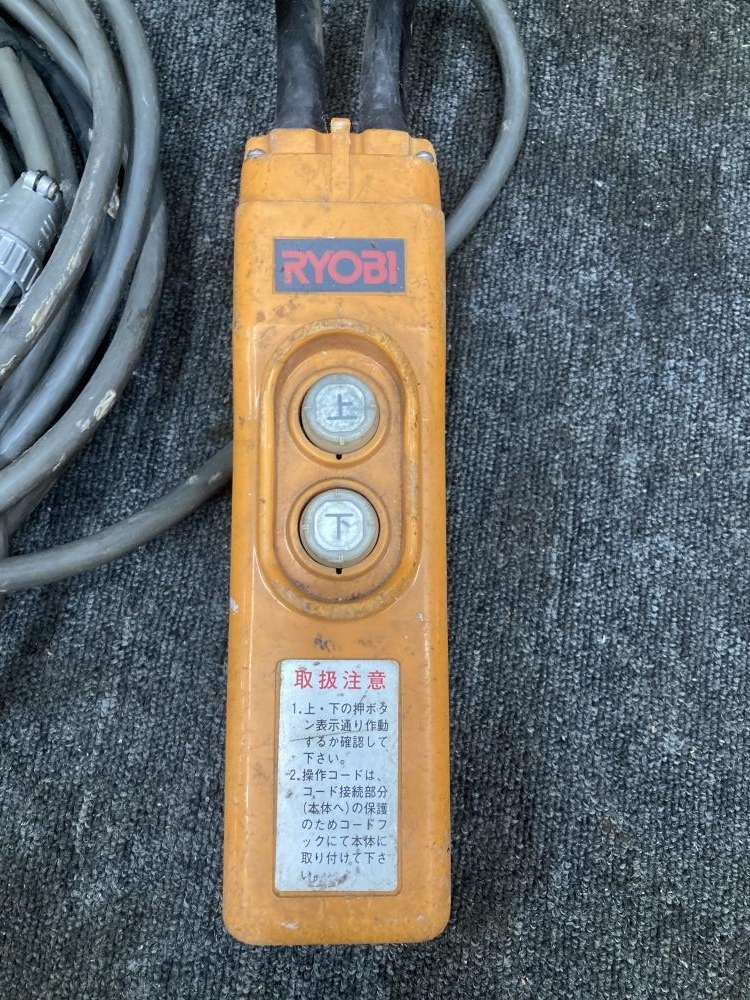 RYOBI
上
下
取扱注意
1.上・下の押ボタ
ン表示通り作動
するか確認して
下さい。
2.操作コードは、
コード接続部分
(本体へ)の保護
のためコードフ
ックにて本体に
取り付けて下さ
い。